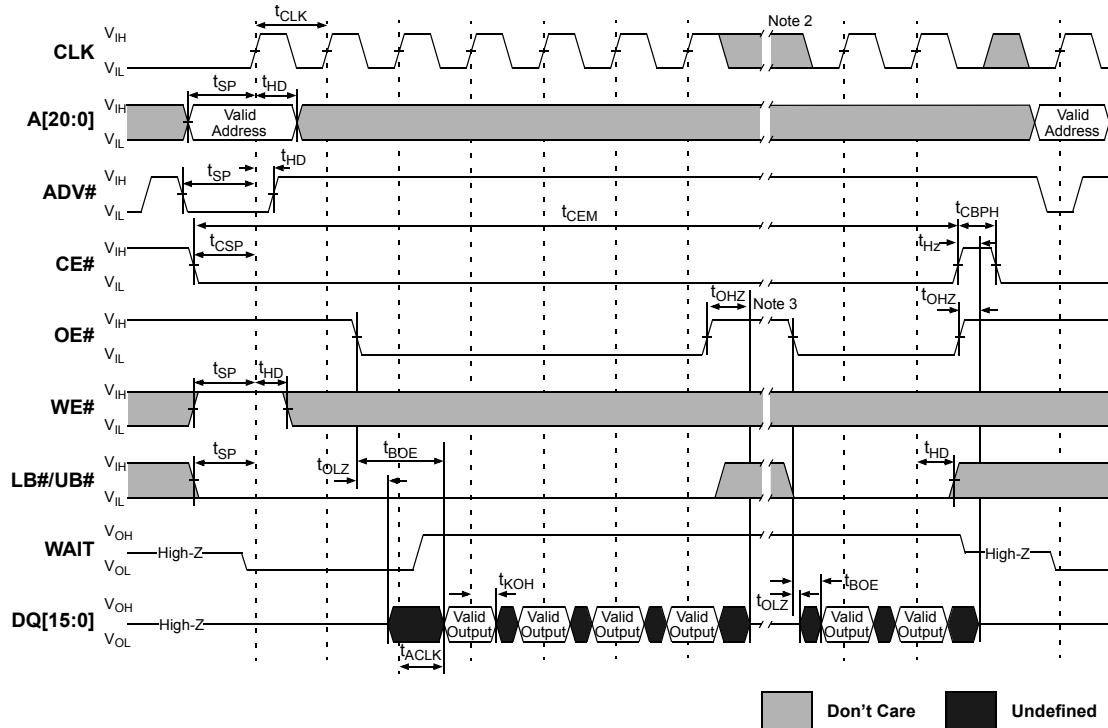 tCLK
Note 2
VIH
CLK
VIL
tSP
tHD
VIH
A[20:0]
Valid
Address
Valid
Address
VIL
tHD
VIH
tSP
ADV#
VIL
tCEM
tCBPH
VIH
tCSP
tHz
CE#
VIL
tOHZ
Note 3
tOHZ
VIH
OE#
VIL
tSP
tHD
VIH
WE#
VIL
tSP
tBOE
tHD
VIH
tOLZ
LB#/UB#
VIL
VOH
WAIT
High-Z
High-Z
VOL
tKOH
tBOE
tOLZ
VOH
DQ[15:0]
High-Z
Valid
Output
Valid
Output
Valid
Output
Valid
Output
Valid
Output
Valid
Output
VOL
tACLK
Don't Care
Undefined